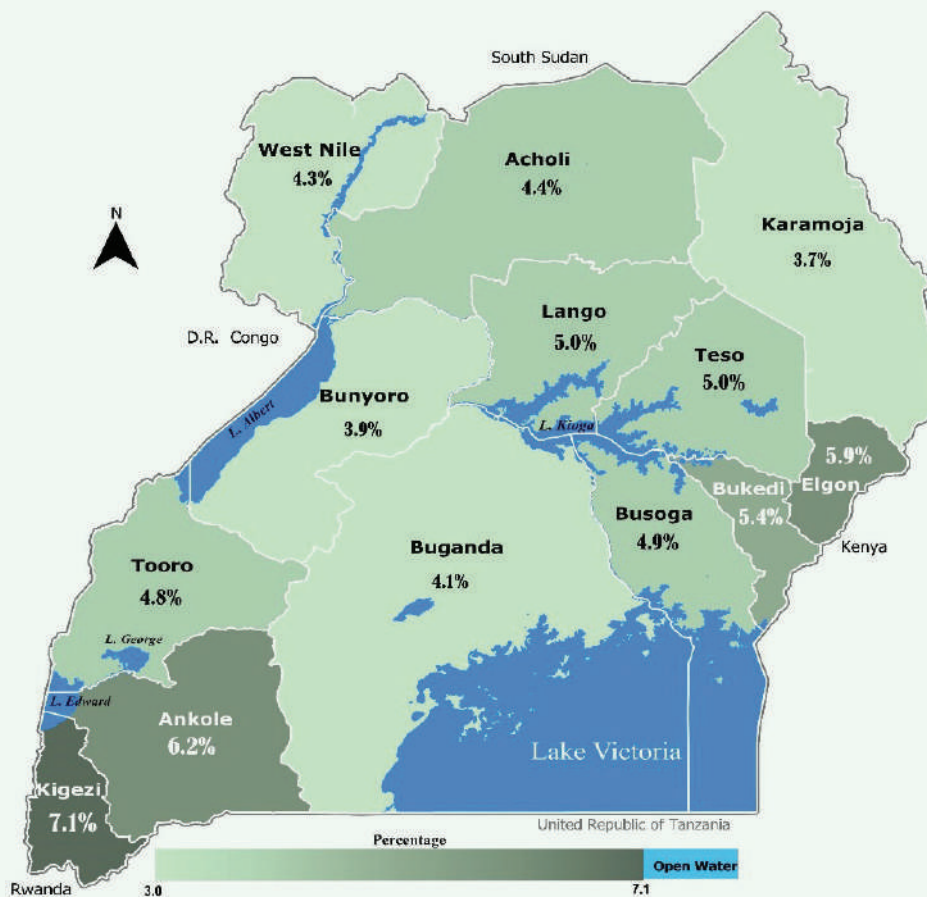 South Sudan
West Nile
4.3%
Acholi
4.4%
N
Karamoja
3.7%
D.R. Congo
Lango
5.0%
Teso
5.0%
L. Albert
Bunyoro
3.9%
L. Kioga
5.9%
Elgon
Bukedi
5.4%
Busoga
4.9%
Kenya
Buganda
4.1%
Tooro
4.8%
L. George
L. Edward
Ankole
6.2%
Lake Victoria
Kigezi
7.1%
United Republic of Tanzania
Percentage
Open Water
Rwanda
3.0
7.1